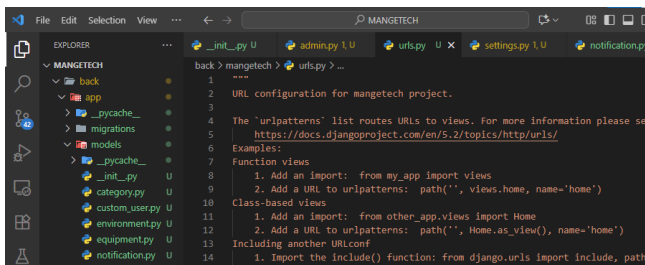 File Edit Selection View ··· MANGETECH
EXPLORER ···
__init__.py U
admin.py 1, U
urls.py U
settings.py 1, U
notification.py
MANGETECH
back
app
__pycache__
migrations
models
__pycache__
__init__.py U
category.py U
custom_user.py U
environment.py U
equipment.py U
notification.py U
42
back > mangetech > urls.py > ...
1 """
2 URL configuration for mangetech project.
3
4 The `urlpatterns` list routes URLs to views. For more information please se
5 https://docs.djangoproject.com/en/5.2/topics/http/urls/
6 Examples:
7 Function views
8 1. Add an import: from my_app import views
9 2. Add a URL to urlpatterns: path('', views.home, name='home')
10 Class-based views
11 1. Add an import: from other_app.views import Home
12 2. Add a URL to urlpatterns: path('', Home.as_view(), name='home')
13 Including another URLconf
14 1. Import the include() function: from django.urls import include, path